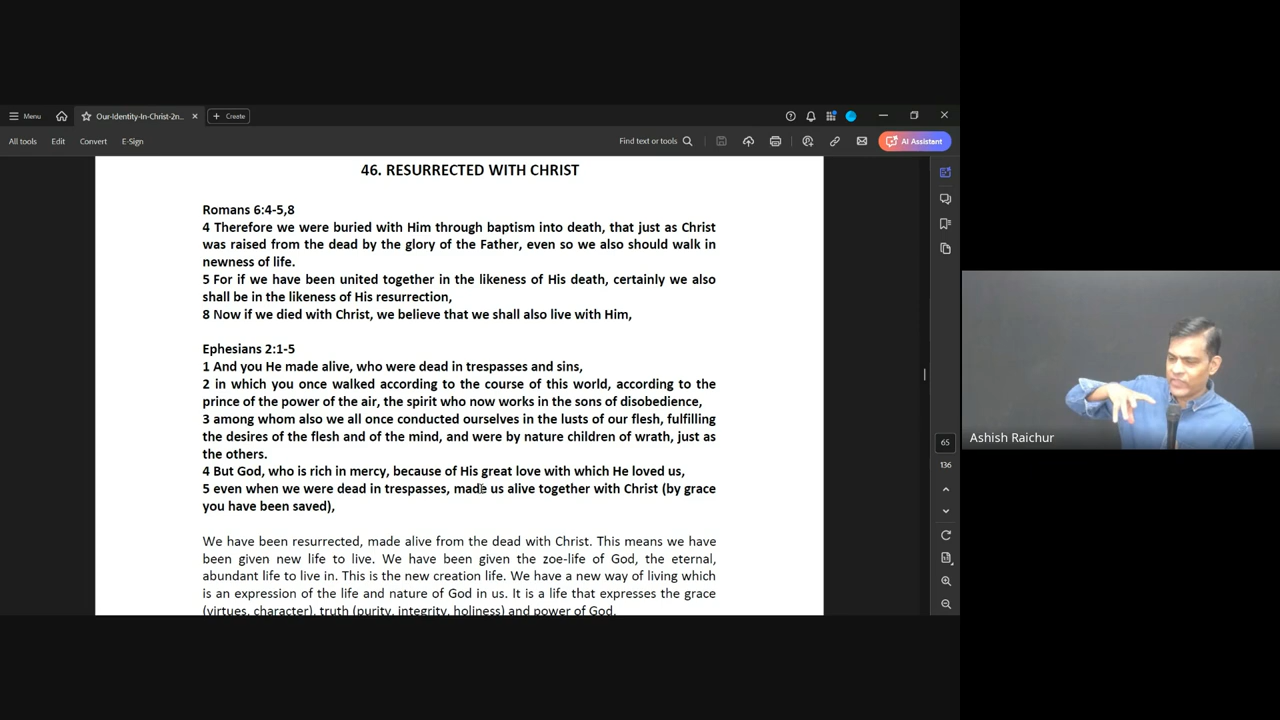 Menu
Our-Identity-In-Christ-2n...
Create
All tools
Edit
Convert
E-Sign
Find text or tools
AI Assistant
46. RESURRECTED WITH CHRIST
Romans 6:4-5,8
4 Therefore we were buried with Him through baptism into death, that just as Christ
was raised from the dead by the glory of the Father, even so we also should walk in
newness of life.
5 For if we have been united together in the likeness of His death, certainly we also
shall be in the likeness of His resurrection,
8 Now if we died with Christ, we believe that we shall also live with Him,
Ephesians 2:1-5
1 And you He made alive, who were dead in trespasses and sins,
2 in which you once walked according to the course of this world, according to the
prince of the power of the air, the spirit who now works in the sons of disobedience,
3 among whom also we all once conducted ourselves in the lusts of our flesh, fulfilling
the desires of the flesh and of the mind, and were by nature children of wrath, just as
the others.
4 But God, who is rich in mercy, because of His great love with which He loved us,
5 even when we were dead in trespasses, made us alive together with Christ (by grace
you have been saved),
We have been resurrected, made alive from the dead with Christ. This means we have
been given new life to live. We have been given the zoe-life of God, the eternal,
abundant life to live in. This is the new creation life. We have a new way of living which
is an expression of the life and nature of God in us. It is a life that expresses the grace
(virtues, character), truth (purity, integrity, holiness) and power of God.
65
136
Ashish Raichur